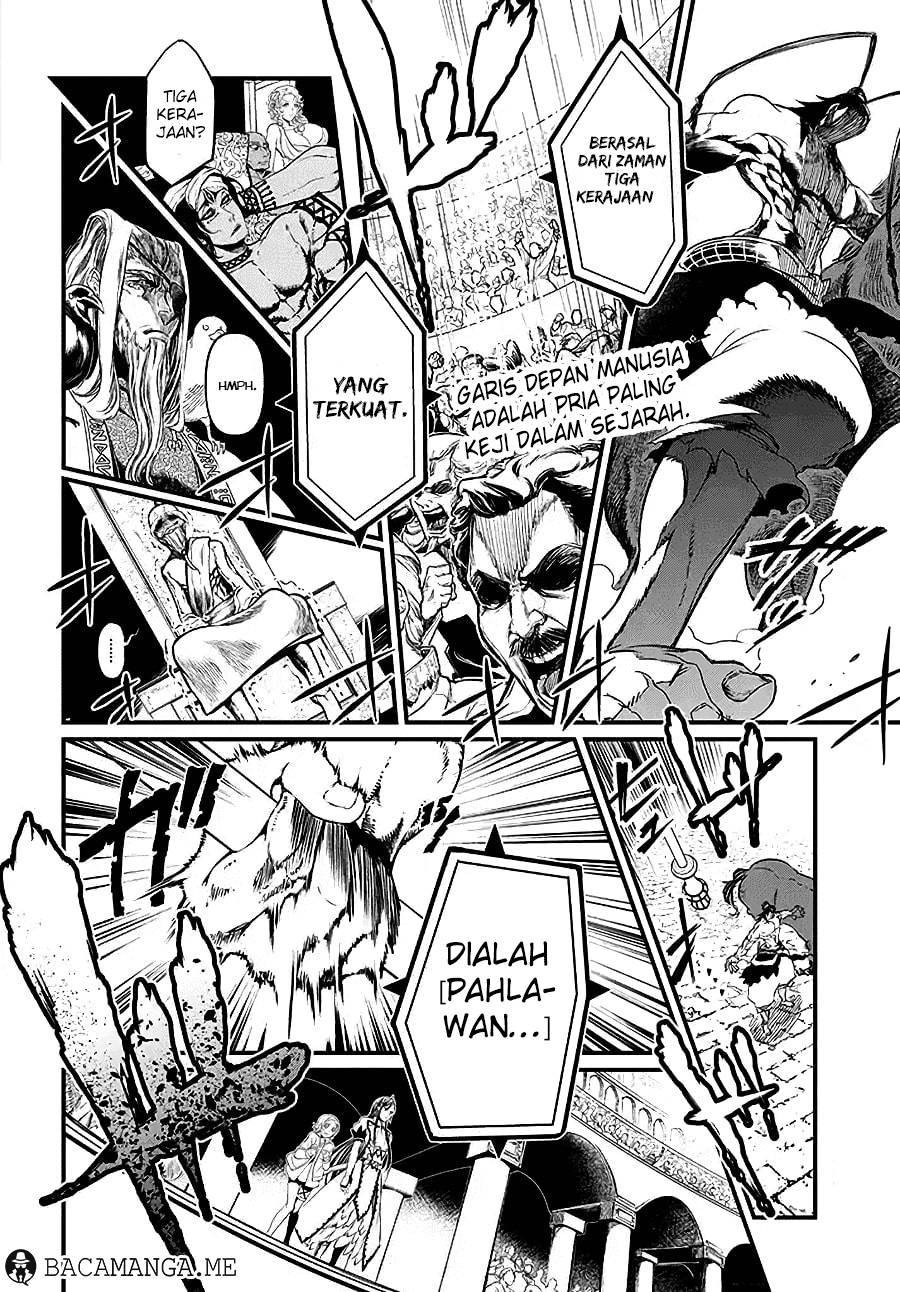 BERASAL
DARI ZAMAN
TIGA
KERAJAAN
TIGA
KERA-
JAAN?
YANG
TERKUAT.
GARIS DEPAN MANUSIA
ADALAH PRIA PALING
KEJI DALAM SEJARAH.
HMPH.
......
DIALAH
[PAHLA-
WAN...]
BACAMANGA.ME